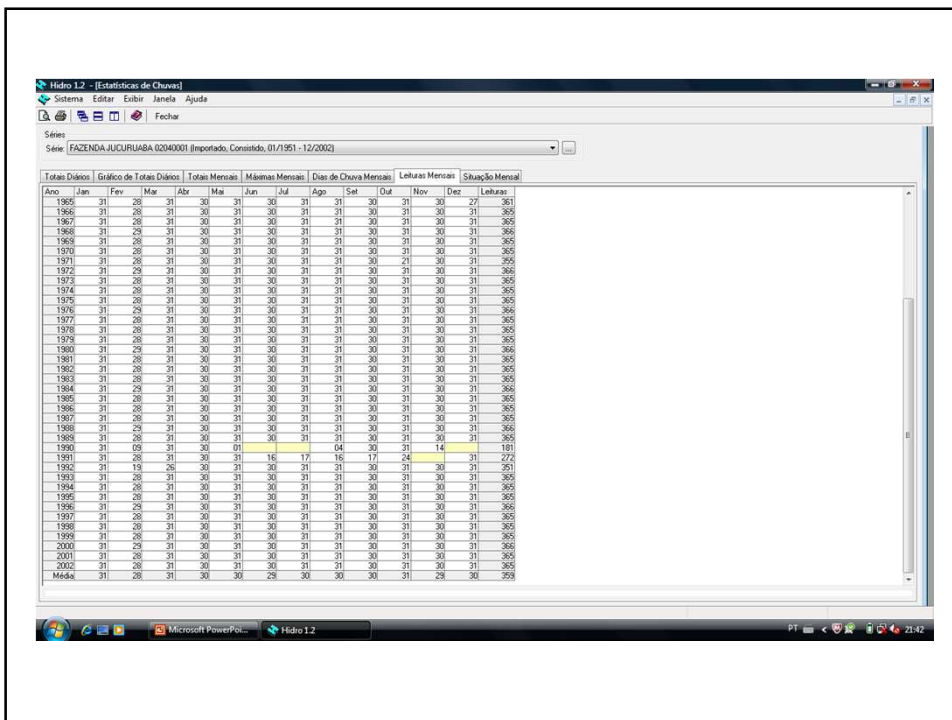 Hidro 1.2 - [Estatísticas de Chuvas]
Sistema Editar Exibir Janela Ajuda
Fechar
Séries
Série: FAZENDA JUCURUABA 02040001 (Importado, Consistido, 01/1951 - 12/2002)
Totais Diários Gráfico de Totais Diários Totais Mensais Máximas Mensais Dias de Chuva Mensais Leituras Mensais Situação Mensal
Ano Jan Fev Mar Abr Mai Jun Jul Ago Set Out Nov Dez Leituras
1965 31 28 31 30 31 30 31 31 30 31 30 27 361
1966 31 28 31 30 31 30 31 31 30 31 30 31 365
1967 31 28 31 30 31 30 31 31 30 31 30 31 365
1968 31 29 31 30 31 30 31 31 30 31 30 31 366
1969 31 28 31 30 31 30 31 31 30 31 30 31 365
1970 31 28 31 30 31 30 31 31 30 31 30 31 365
1971 31 28 31 30 31 30 31 31 30 21 30 31 355
1972 31 29 31 30 31 30 31 31 30 31 30 31 366
1973 31 28 31 30 31 30 31 31 30 31 30 31 365
1974 31 28 31 30 31 30 31 31 30 31 30 31 365
1975 31 28 31 30 31 30 31 31 30 31 30 31 365
1976 31 29 31 30 31 30 31 31 30 31 30 31 366
1977 31 28 31 30 31 30 31 31 30 31 30 31 365
1978 31 28 31 30 31 30 31 31 30 31 30 31 365
1979 31 28 31 30 31 30 31 31 30 31 30 31 365
1980 31 29 31 30 31 30 31 31 30 31 30 31 366
1981 31 28 31 30 31 30 31 31 30 31 30 31 365
1982 31 28 31 30 31 30 31 31 30 31 30 31 365
1983 31 28 31 30 31 30 31 31 30 31 30 31 365
1984 31 29 31 30 31 30 31 31 30 31 30 31 366
1985 31 28 31 30 31 30 31 31 30 31 30 31 365
1986 31 28 31 30 31 30 31 31 30 31 30 31 365
1987 31 28 31 30 31 30 31 31 30 31 30 31 365
1988 31 29 31 30 31 30 31 31 30 31 30 31 366
1989 31 28 31 30 31 30 31 31 30 31 30 31 365
1990 31 09 31 30 01 04 30 31 14 181
1991 31 28 31 30 31 16 17 16 17 24 31 272
1992 31 19 26 30 31 30 31 31 30 31 30 31 351
1993 31 28 31 30 31 30 31 31 30 31 30 31 365
1994 31 28 31 30 31 30 31 31 30 31 30 31 365
1995 31 28 31 30 31 30 31 31 30 31 30 31 365
1996 31 29 31 30 31 30 31 31 30 31 30 31 366
1997 31 28 31 30 31 30 31 31 30 31 30 31 365
1998 31 28 31 30 31 30 31 31 30 31 30 31 365
1999 31 28 31 30 31 30 31 31 30 31 30 31 365
2000 31 29 31 30 31 30 31 31 30 31 30 31 366
2001 31 28 31 30 31 30 31 31 30 31 30 31 365
2002 31 28 31 30 31 30 31 31 30 31 30 31 365
Média 31 28 31 30 30 29 30 30 30 31 29 30 359
Microsoft PowerPoi... Hidro 1.2 PT 21:42